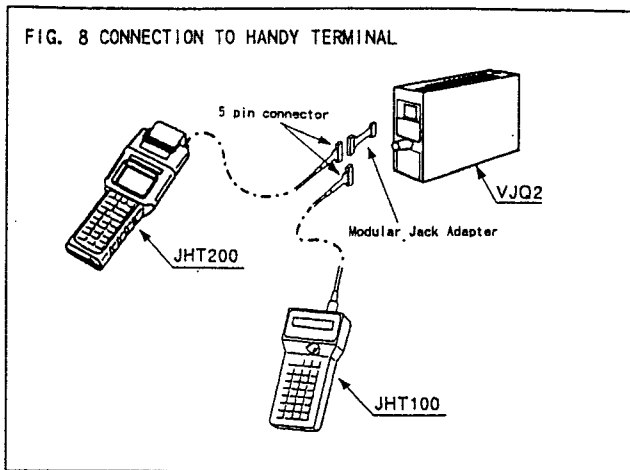 FIG. 8 CONNECTION TO HANDY TERMINAL
5 pin connector
VJQ2
Modular Jack Adapter
JHT200
JHT100